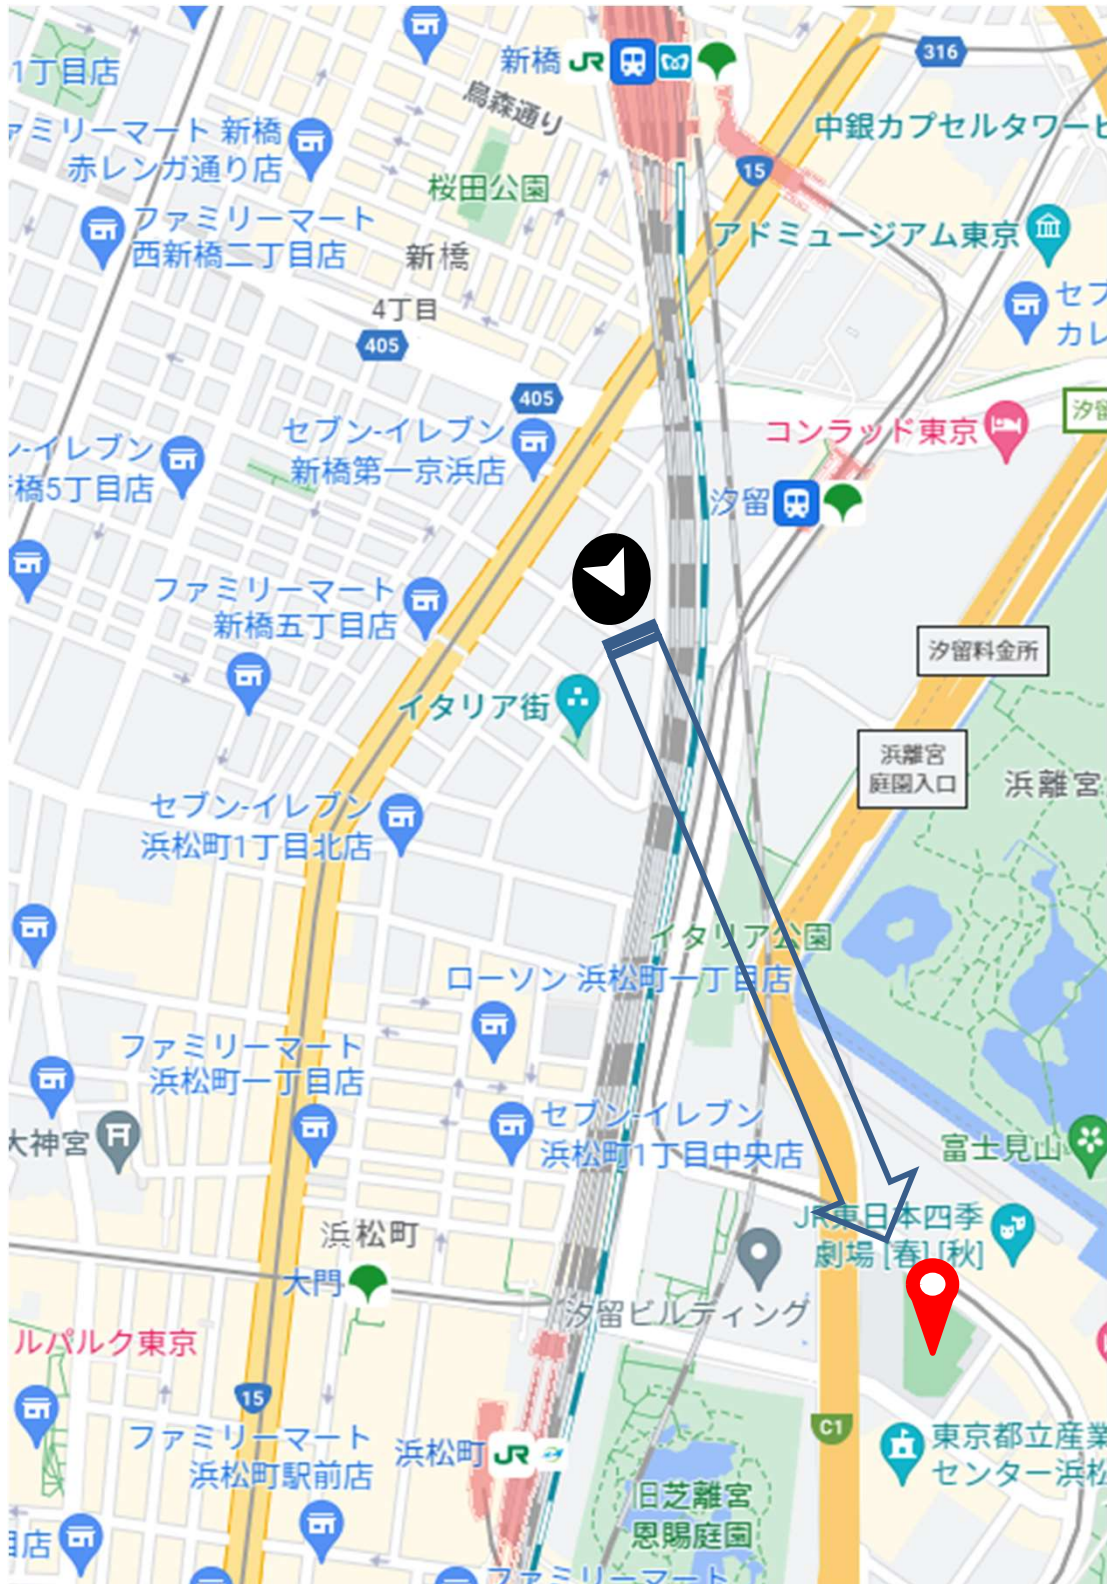 新橋 JR
316
1丁目店
烏森通り
中銀カプセルタワービ
ァミリーマート 新橋
赤レンガ通り店
15
桜田公園
ファミリーマート
西新橋二丁目店
アドミュージアム東京
新橋
4丁目
セブ
カレ
405
405
汐留
セブン-イレブン
新橋第一京浜店
コンラッド東京
ン-イレブン
橋5丁目店
汐留
ファミリーマート
新橋五丁目店
汐留料金所
イタリア街
浜離宮
庭園入口
浜離宮
セブン-イレブン
浜松町1丁目北店
イタリア公園
ローソン 浜松町一丁目店
ファミリーマート
浜松町一丁目店
セブン-イレブン
浜松町1丁目中央店
大神宮
富士見山
浜松町
JR東日本四季
劇場 [春] [秋]
大門
汐留ビルディング
ルパルク東京
15
C1
ファミリーマート
浜松町駅前店
浜松町 JR
東京都立産業
センター浜松
旧芝離宮
恩賜庭園
店
ファミリーマート